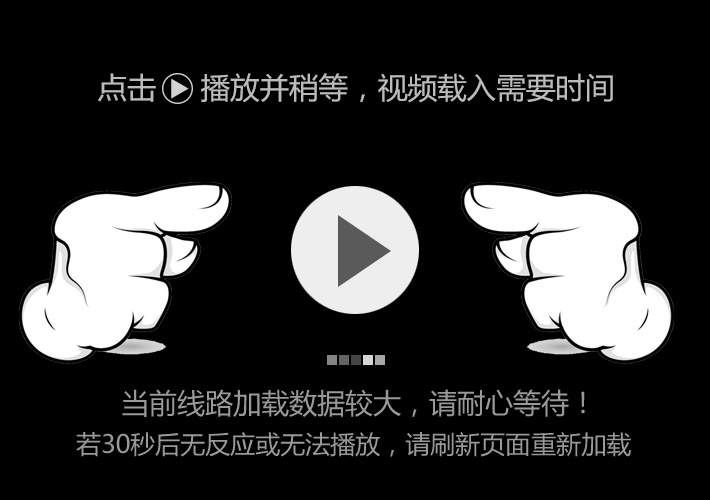 点击播放并稍等，视频载入需要时间
当前线路加载数据较大，请耐心等待！
若30秒后无反应或无法播放，请刷新页面重新加载